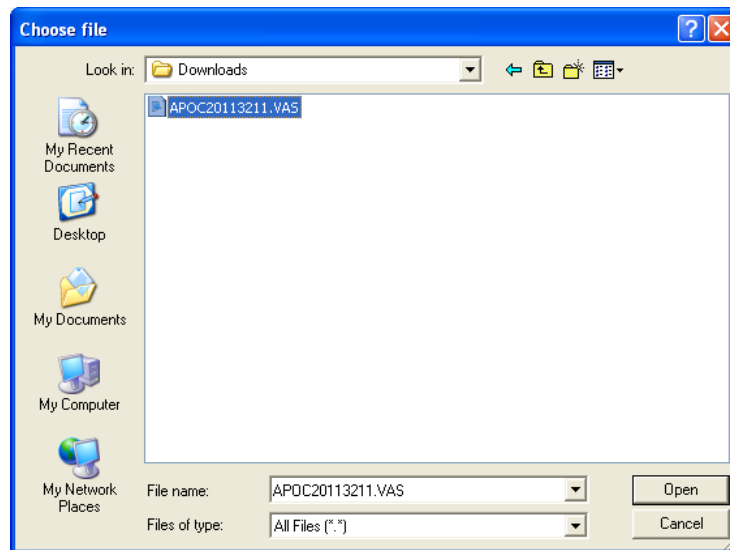 Choose file
Look in:
Downloads
APOC20113211.VAS
My Recent
Documents
Desktop
My Documents
My Computer
My Network
Places
File name:
APOC20113211.VAS
Open
Files of type:
All Files (*.*)
Cancel